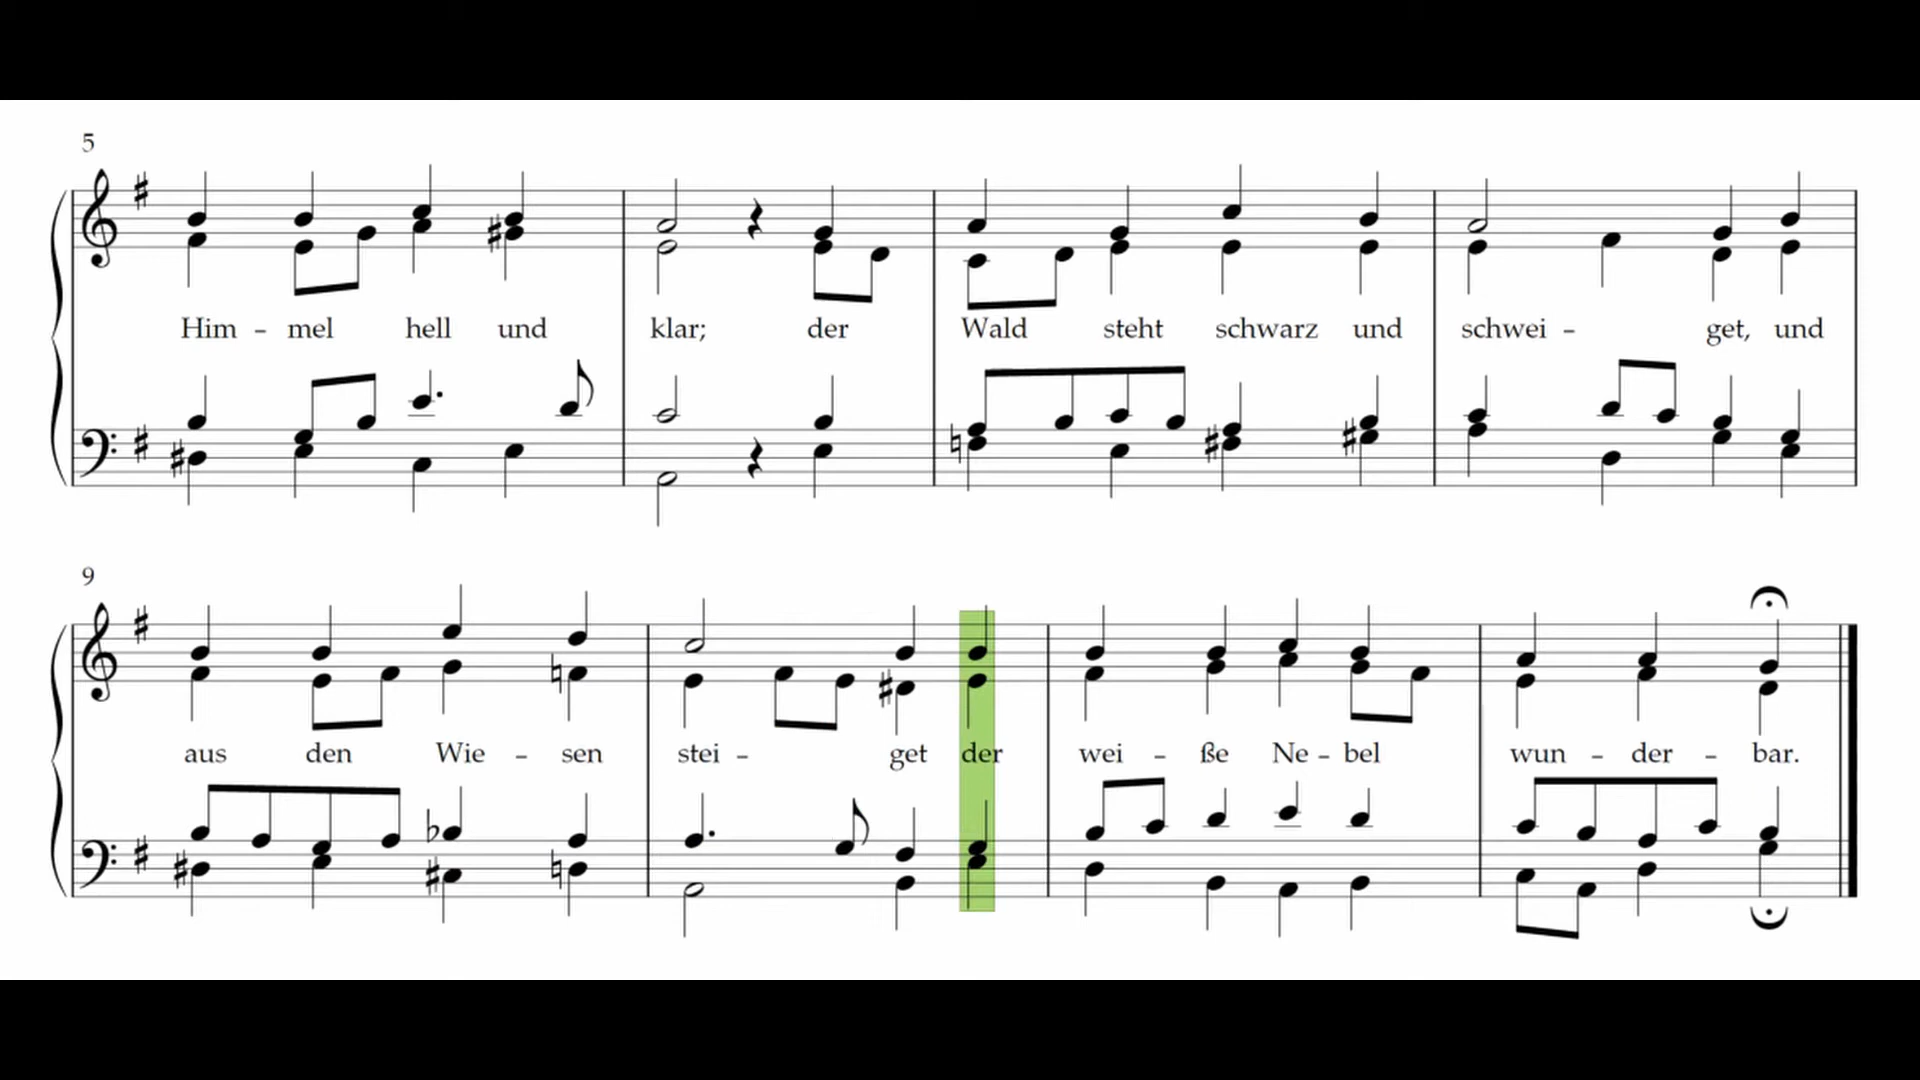 5
Him – mel hell und klar; der Wald steht schwarz und schwei – get, und
9
aus den Wie – sen stei – get der wei – ße Ne – bel wun – der – bar.